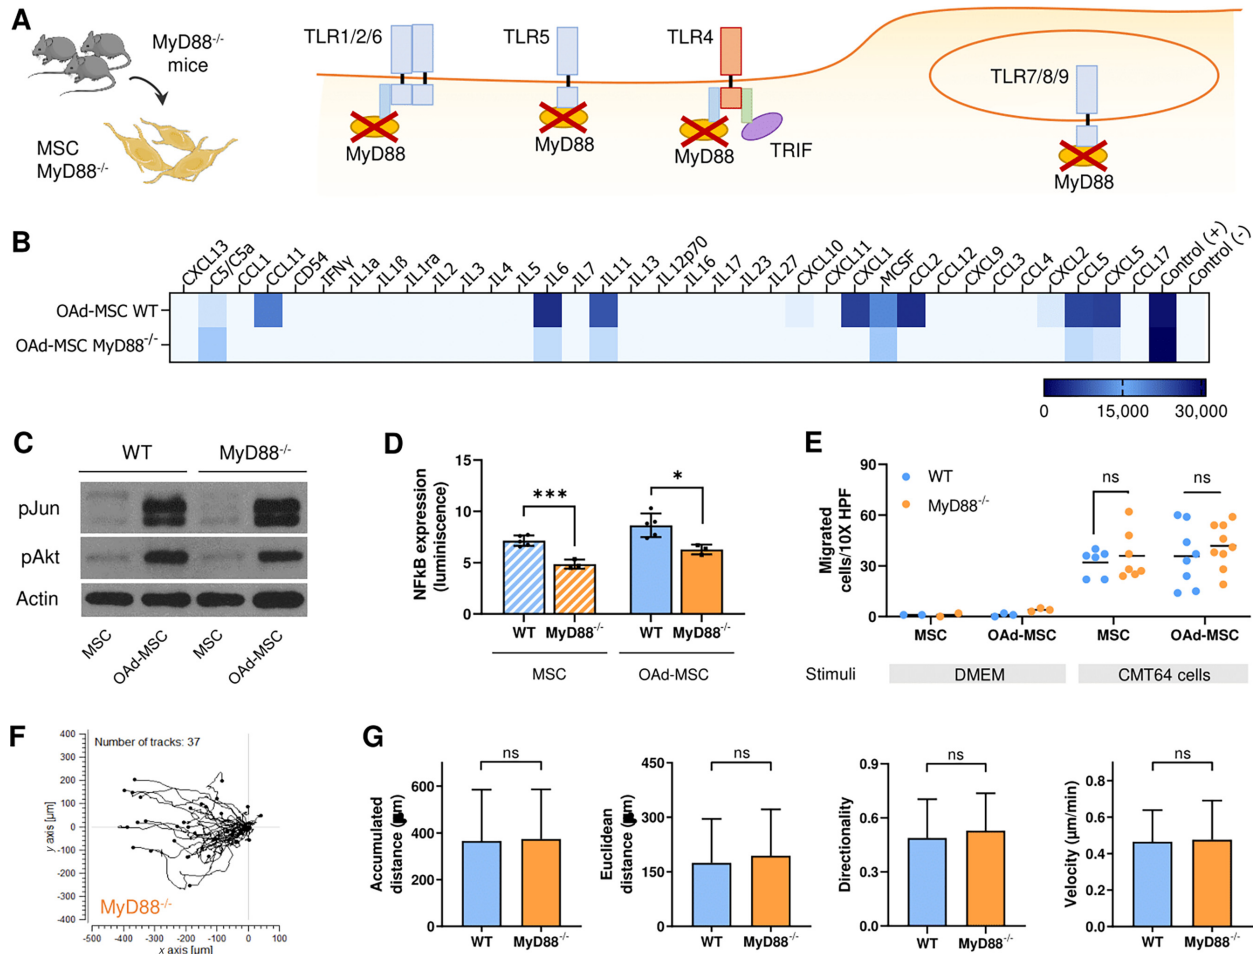 A
MyD88-/-
mice
MSC
MyD88-/-
TLR1/2/6
MyD88
TLR5
MyD88
TLR4
MyD88
TRIF
TLR7/8/9
MyD88
B
CXCL13
C5/C5a
CCL1
CCL11
CD54
IFNγ
IL1a
IL1ß
IL1ra
IL2
IL3
IL4
IL5
IL6
IL7
IL11
IL13
IL12p70
IL16
IL17
IL23
IL27
CXCL10
CXCL11
CXCL1
MCSF
CCL2
CCL12
CXCL9
CCL3
CCL4
CXCL2
CCL5
CXCL5
CCL17
Control (+)
Control (-)
OAd-MSC WT
OAd-MSC MyD88-/-
0 15,000 30,000
C
WT MyD88-/-
pJun
pAkt
Actin
MSC
OAd-MSC
MSC
OAd-MSC
D
NFkB expression
(luminiscence)
15
10
5
0
***
*
WT MyD88-/- WT MyD88-/-
MSC OAd-MSC
E
Migrated
cells/10X HPF
90
60
30
0
WT
MyD88-/-
ns
ns
MSC OAd-MSC MSC OAd-MSC
Stimuli DMEM CMT64 cells
F
Number of tracks: 37
y axis [µm]
400
300
200
100
0
-100
-200
-300
-400
MyD88-/-
-500 -400 -300 -200 -100 0 100
x axis [µm]
G
Accumulated
distance (µm)
600
400
200
0
ns
WT MyD88-/-
Euclidean
distance (µm)
450
300
150
0
ns
WT MyD88-/-
Directionality
0.9
0.6
0.3
0.0
ns
WT MyD88-/-
Velocity (µm/min)
0.8
0.6
0.4
0.2
0.0
ns
WT MyD88-/-